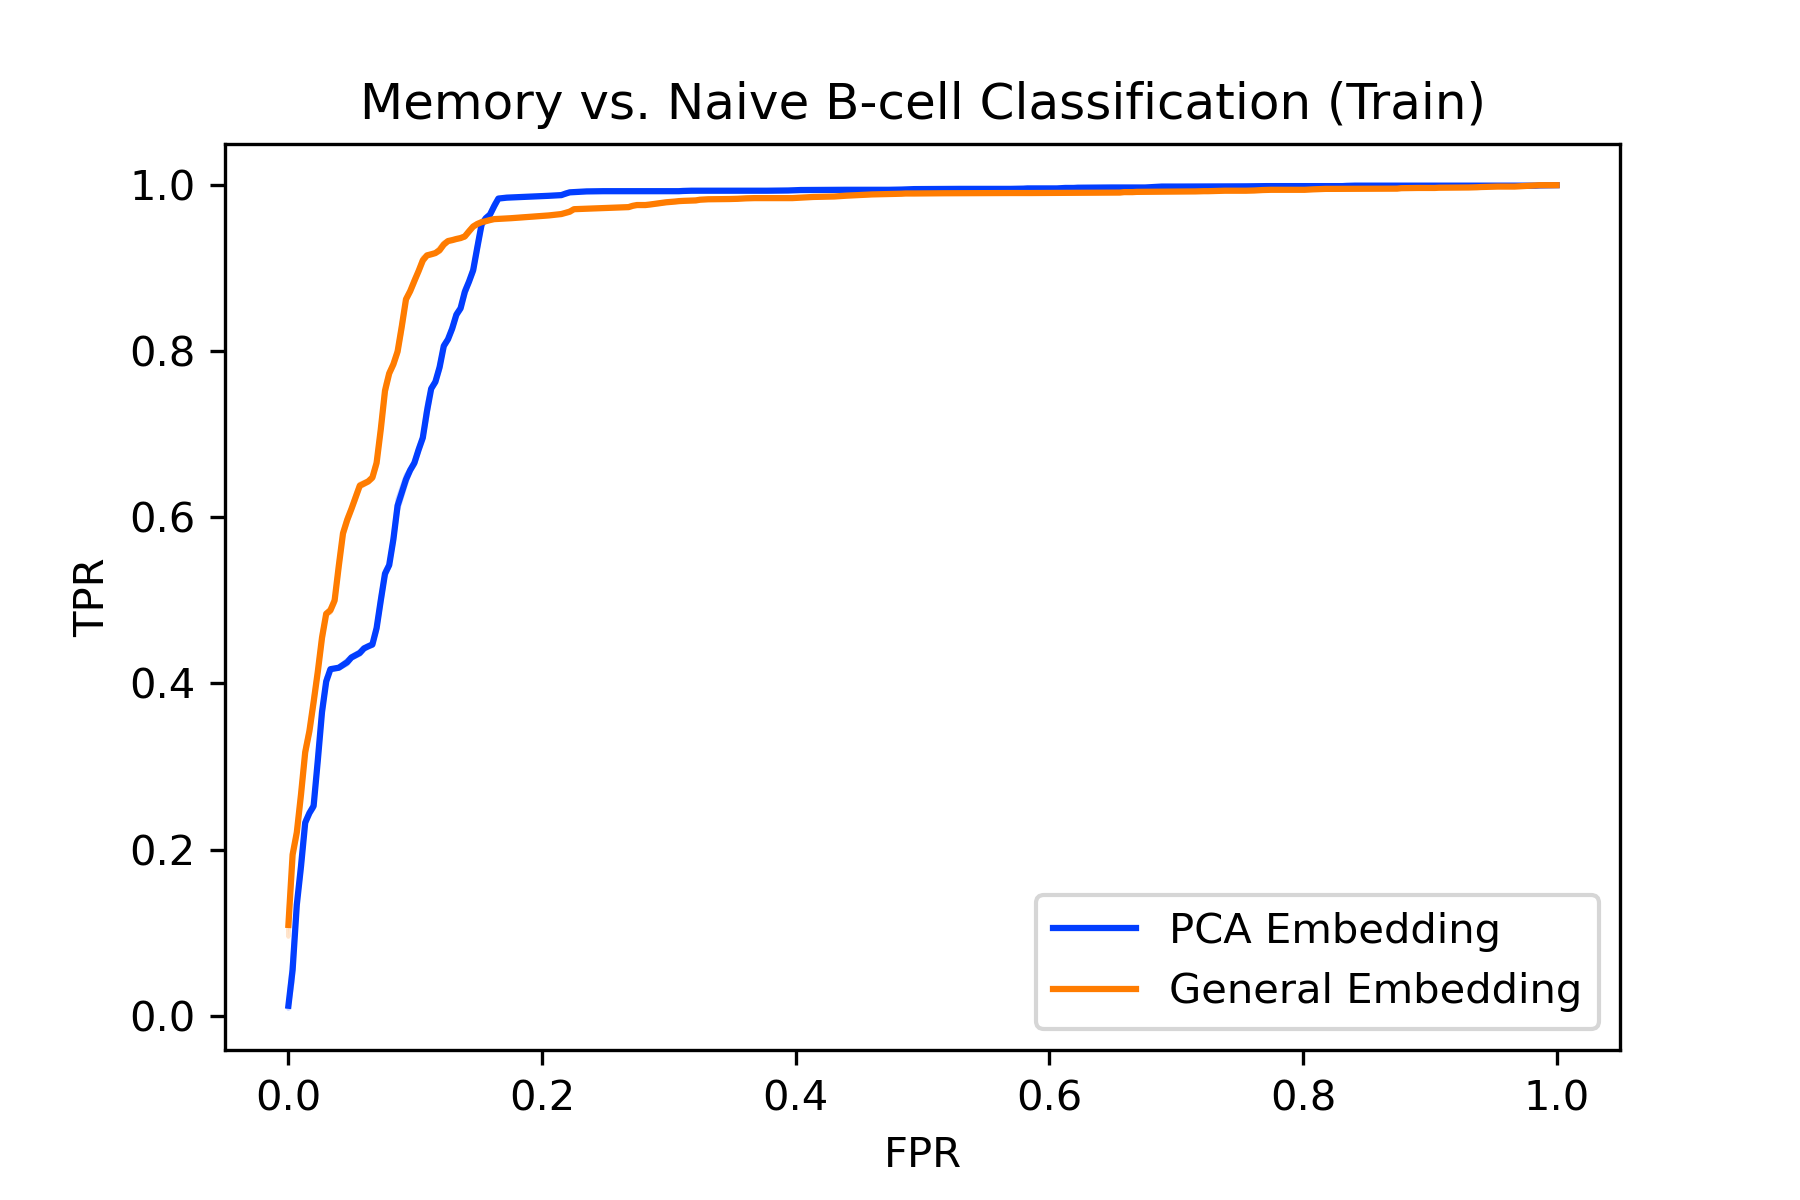 Memory vs. Naive B-cell Classification (Train)
1.0
0.8
0.6
0.4
0.2
0.0
TPR
PCA Embedding
General Embedding
0.0 0.2 0.4 0.6 0.8 1.0
FPR